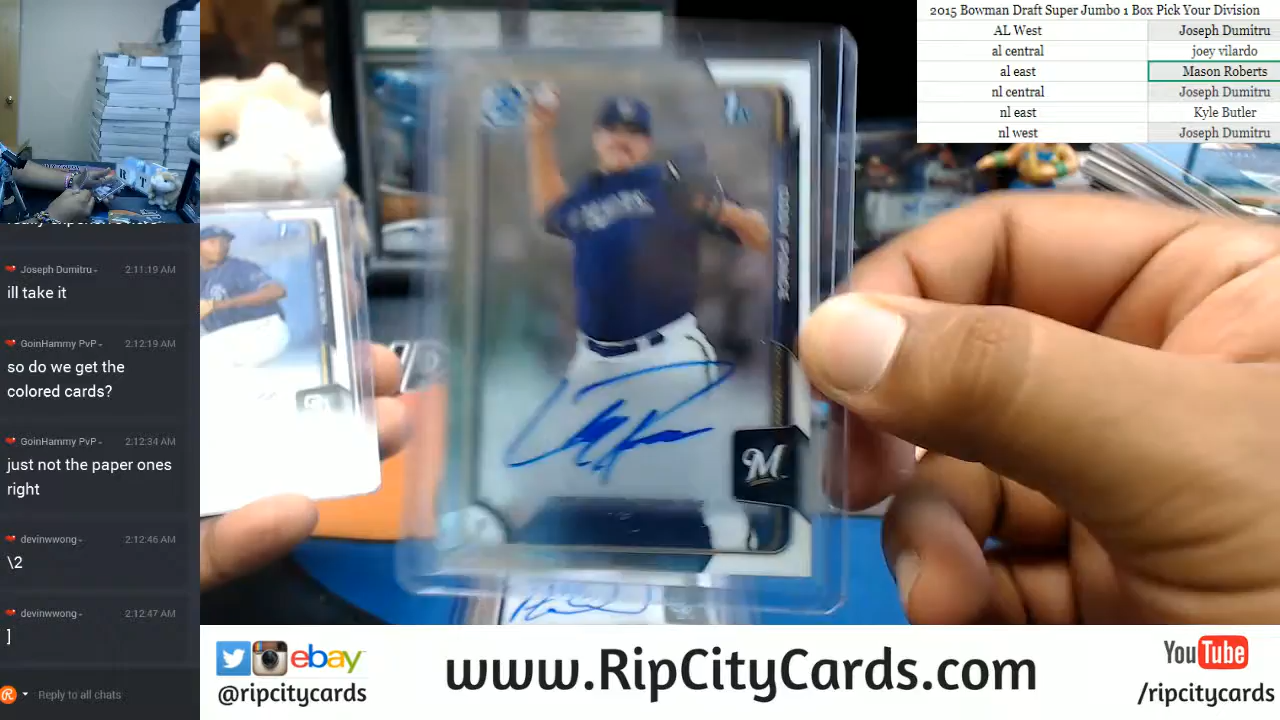 2015 Bowman Draft Super Jumbo 1 Box Pick Your Division
AL West Joseph Dumitru
al central joey vilardo
al east Mason Roberts
nl central Joseph Dumitru
nl east Kyle Butler
nl west Joseph Dumitru
Joseph Dumitru- 2:11:19 AM
ill take it
GoinHammy PvP- 2:12:19 AM
so do we get the
colored cards?
GoinHammy PvP- 2:12:34 AM
just not the paper ones
right
devinwwong- 2:12:46 AM
\2
devinwwong- 2:12:47 AM
]
Reply to all chats
M
ebay
@ripcitycards
www.RipCityCards.com
YouTube
/ripcitycards